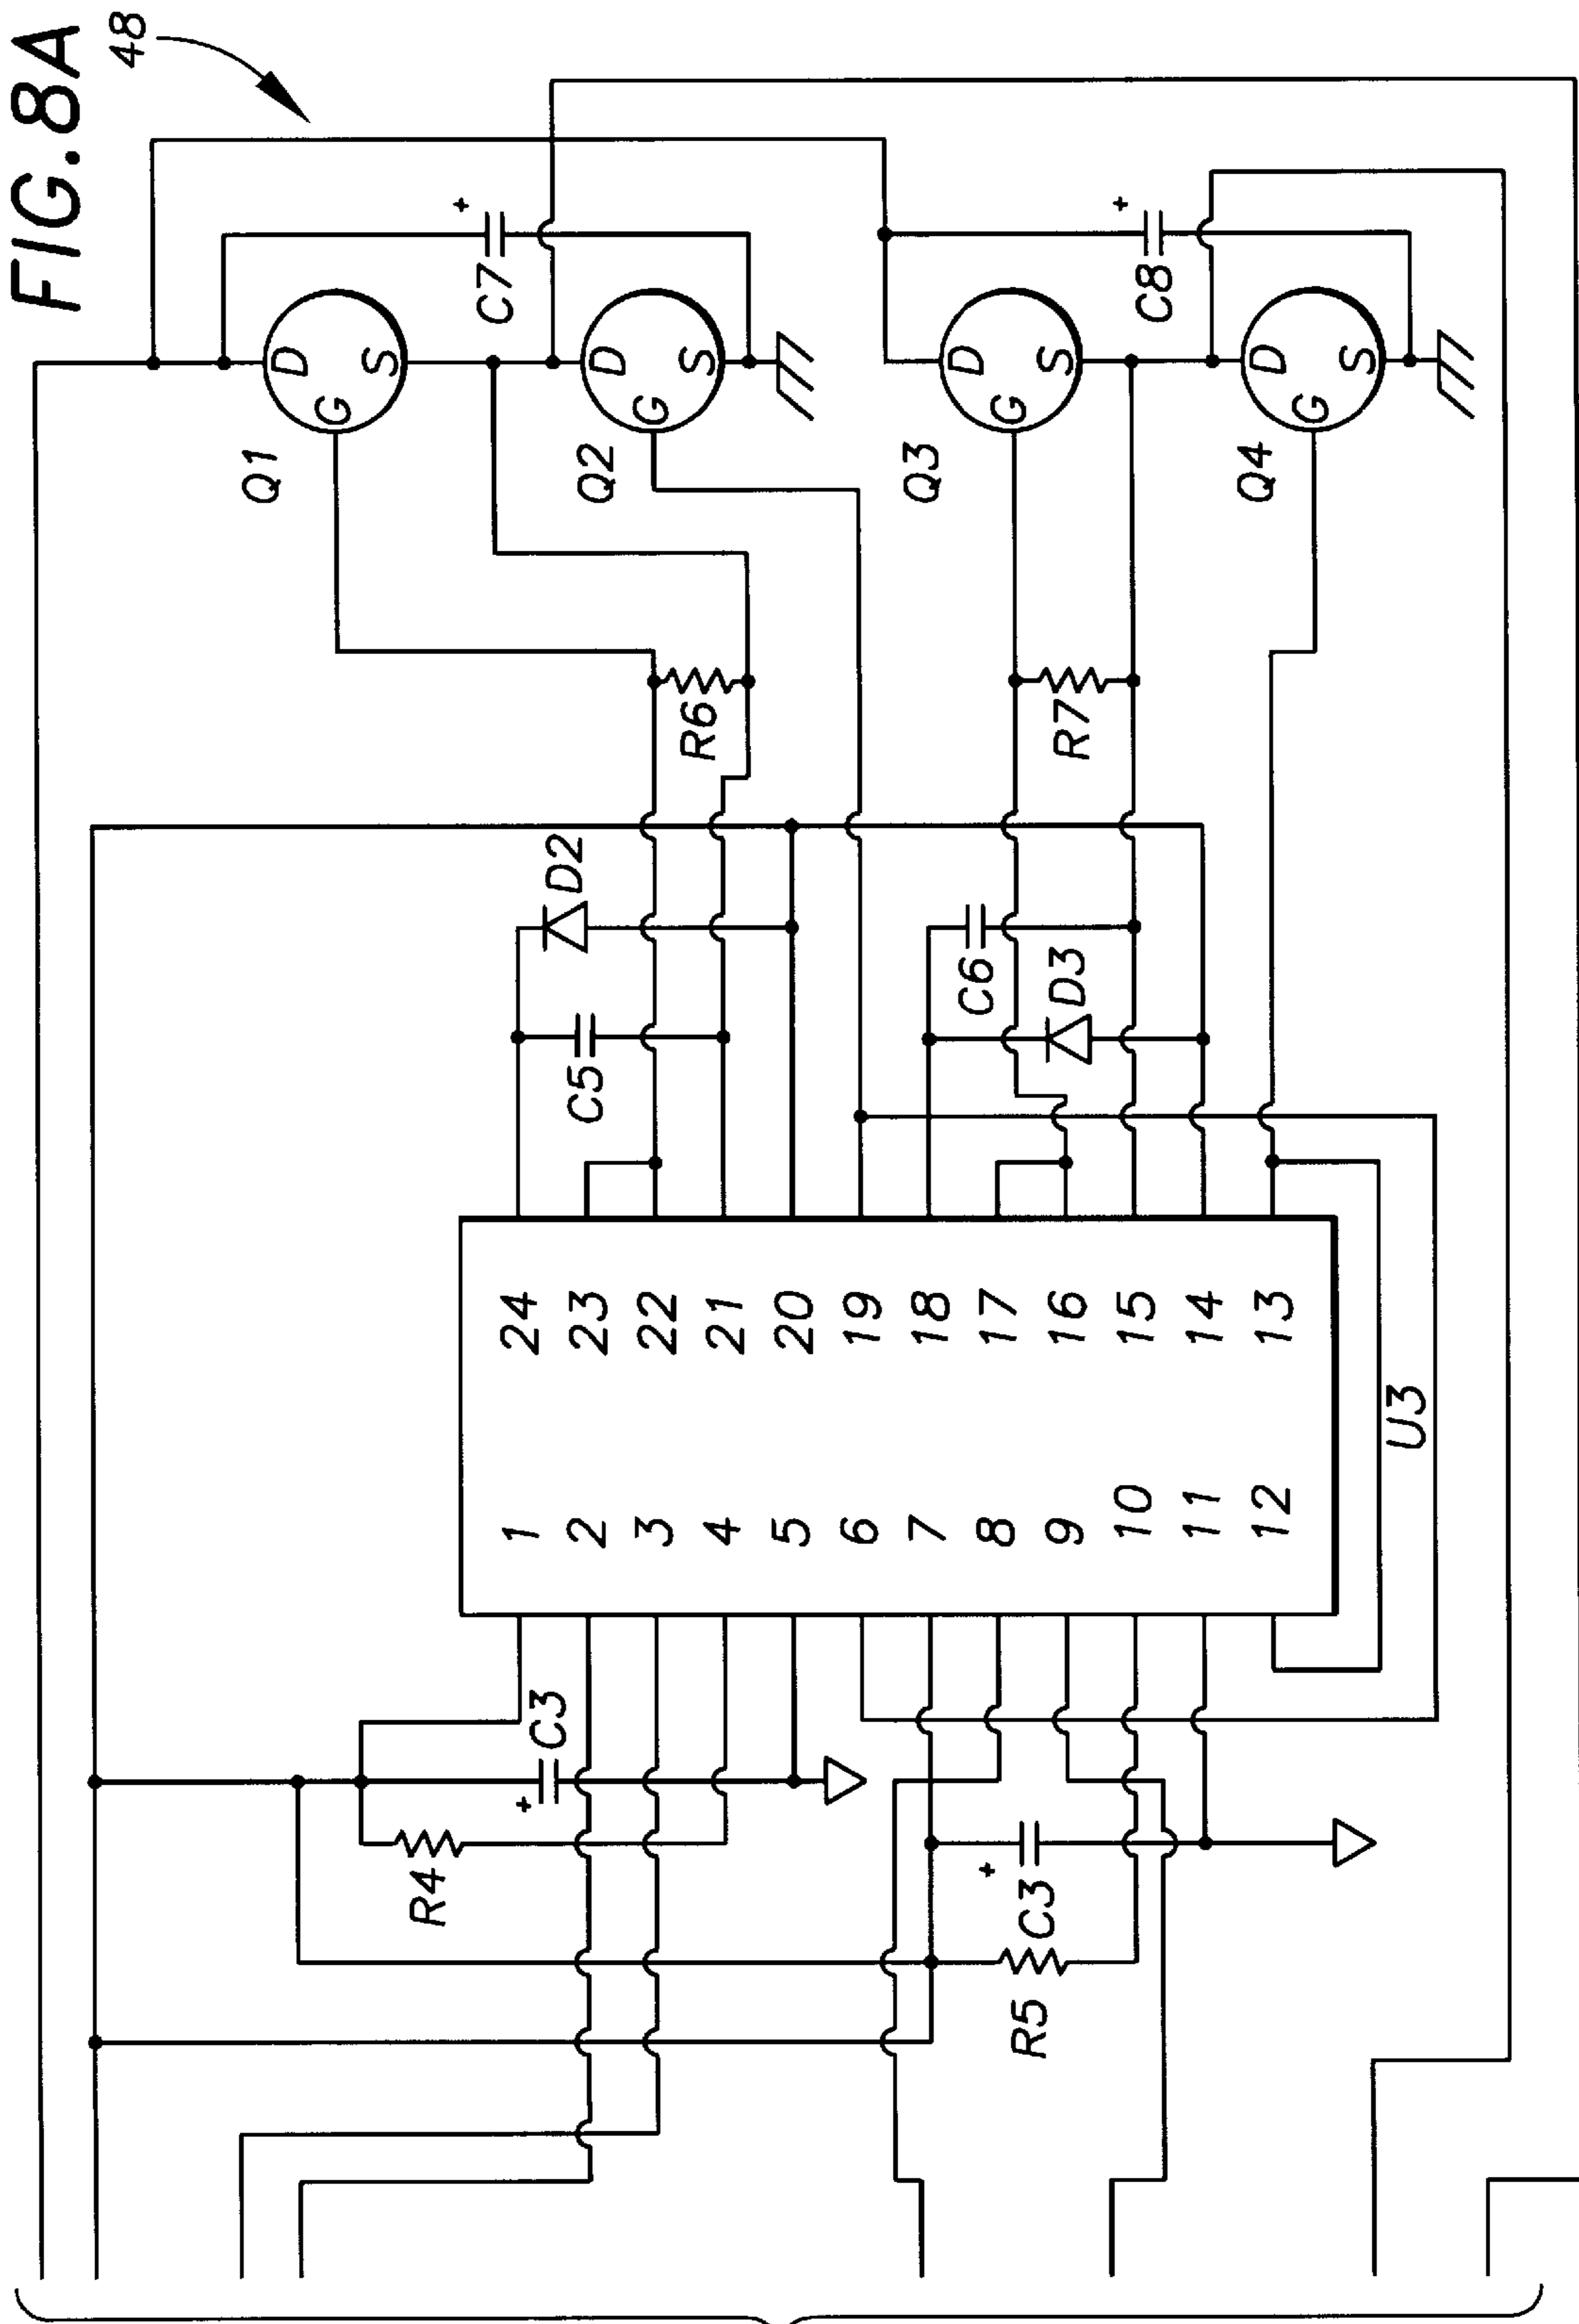 FIG.8A
48
Q1
D
G
S
C7
+
Q2
D
G
S
Q3
D
G
S
C8
+
Q4
D
G
S
R6
R7
D2
C5
C6
D3
1 24
2 23
3 22
4 21
5 20
6 19
7 18
8 17
9 16
10 15
11 14
12 13
U3
C3
+
R4
C3
+
R5